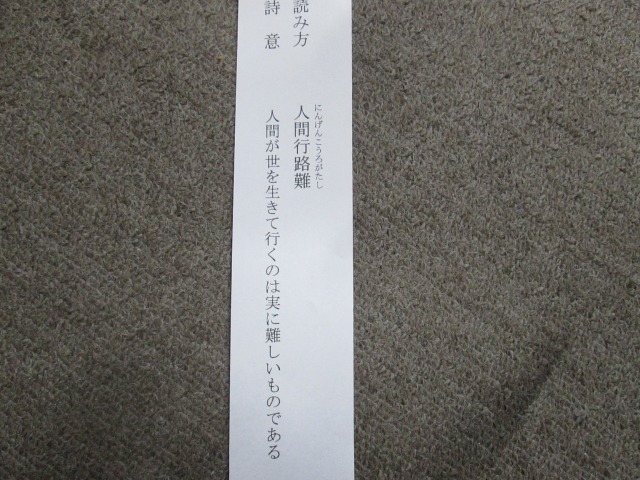 読み方 人間行路難
にんげんこうろがたし
詩意 人間が世を生きて行くのは実に難しいものである